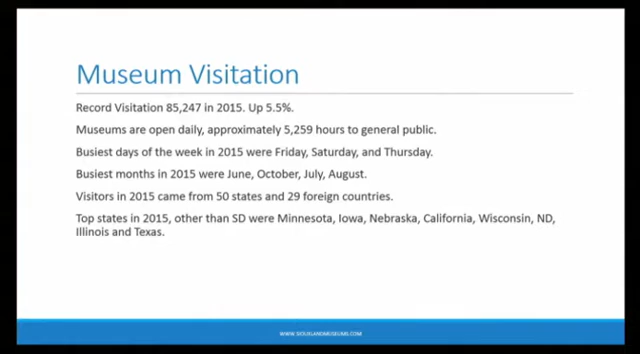 Museum Visitation
Record Visitation 85,247 in 2015. Up 5.5%.
Museums are open daily, approximately 5,259 hours to general public.
Busiest days of the week in 2015 were Friday, Saturday, and Thursday.
Busiest months in 2015 were June, October, July, August.
Visitors in 2015 came from 50 states and 29 foreign countries.
Top states in 2015, other than SD were Minnesota, Iowa, Nebraska, California, Wisconsin, ND,
Illinois and Texas.
WWW.SIOUXLANDMUSEUMS.COM